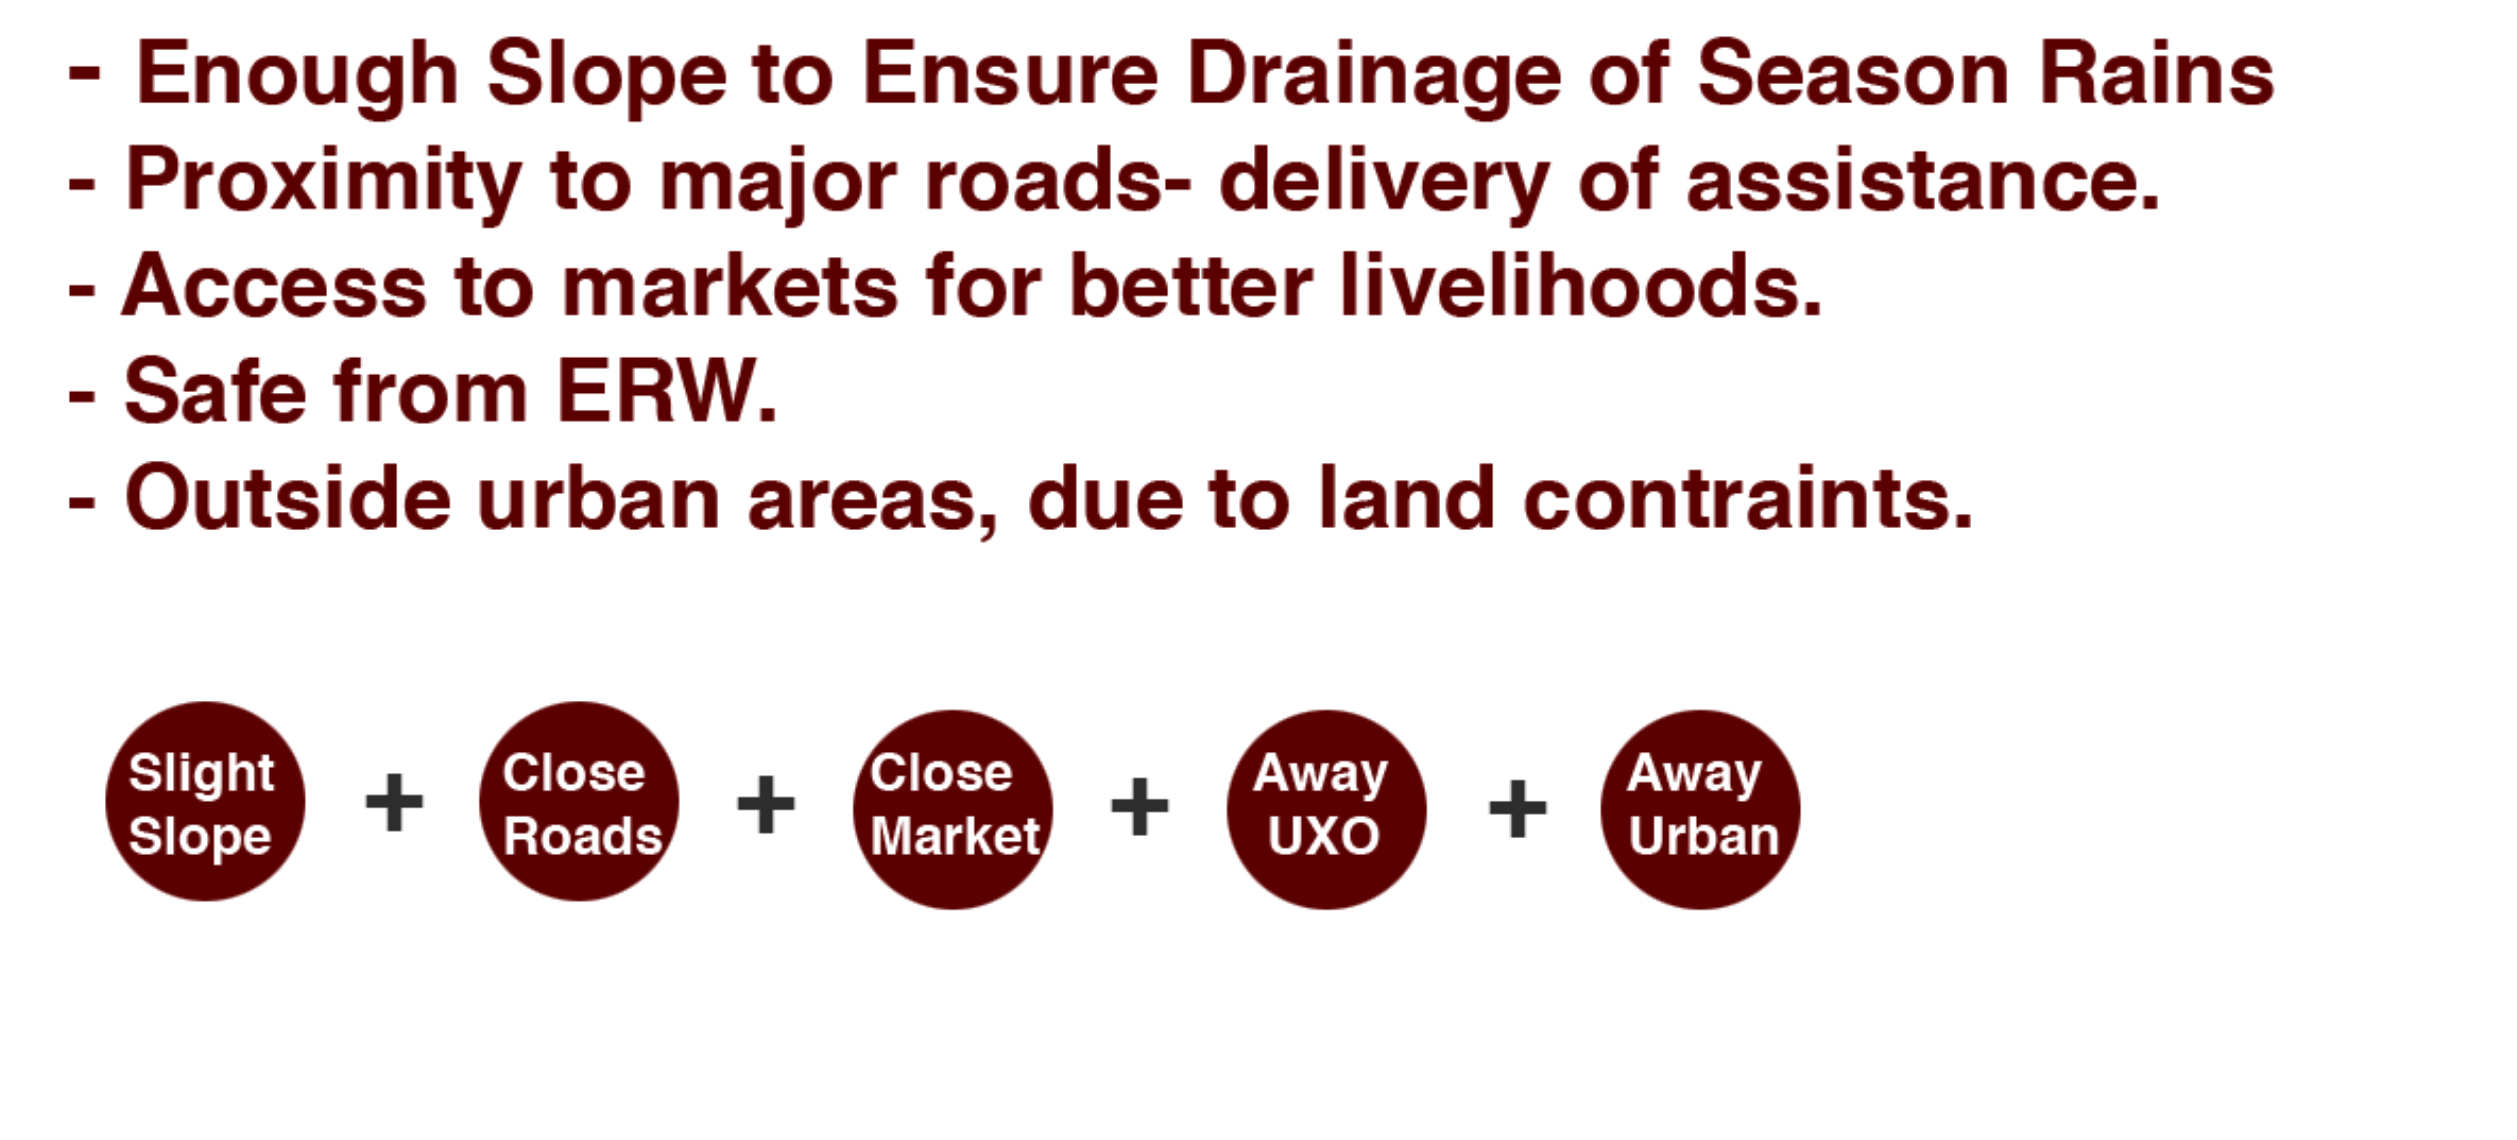 - Enough Slope to Ensure Drainage of Season Rains
- Proximity to major roads- delivery of assistance.
- Access to markets for better livelihoods.
- Safe from ERW.
- Outside urban areas, due to land contraints.
Slight
Slope
+
Close
Roads
+
Close
Market
+
Away
UXO
+
Away
Urban